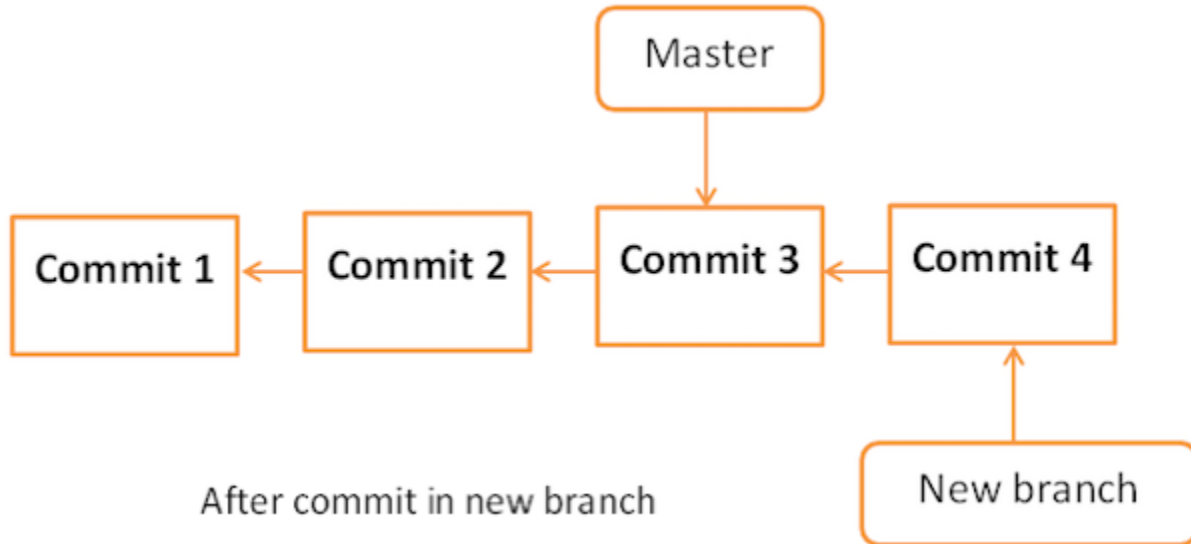 Master
Commit 1
Commit 2
Commit 3
Commit 4
After commit in new branch
New branch